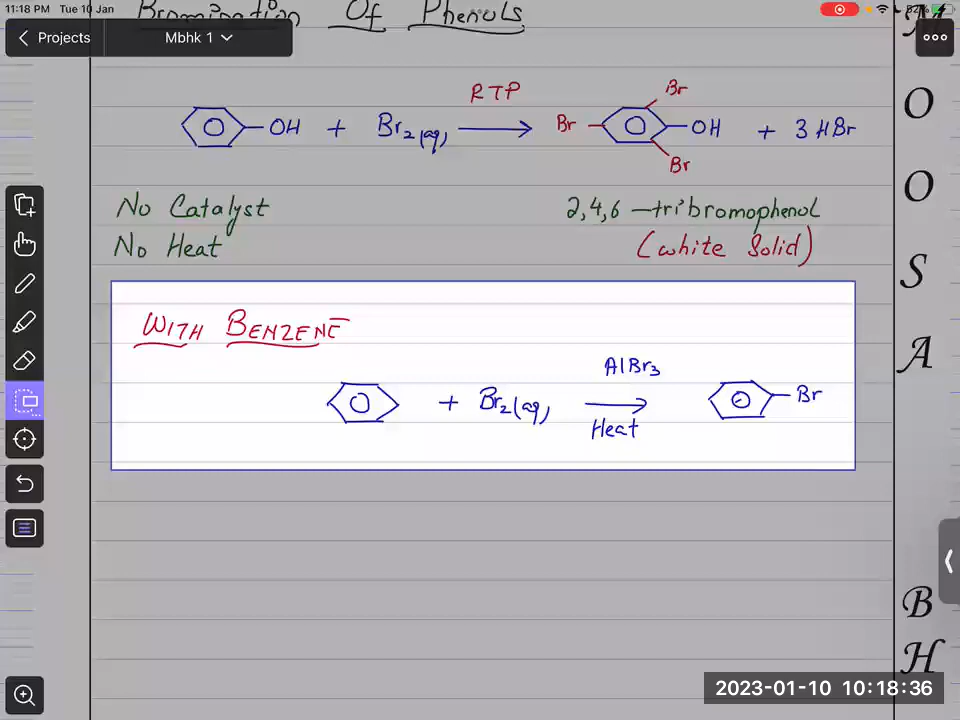 11:18 PM Tue 10 Jan
52%
Bromination Of Phenols
Projects
Mbhk 1
RTP
OH + Br2(aq) → Br Br Br OH + 3 HBr
No Catalyst
No Heat
2,4,6 - tribromophenol
(white Solid)
WITH BENZENE
AlBr3
+ Br2(aq) → Br
Heat
M
O
O
S
A
B
H
2023-01-10 10:18:36